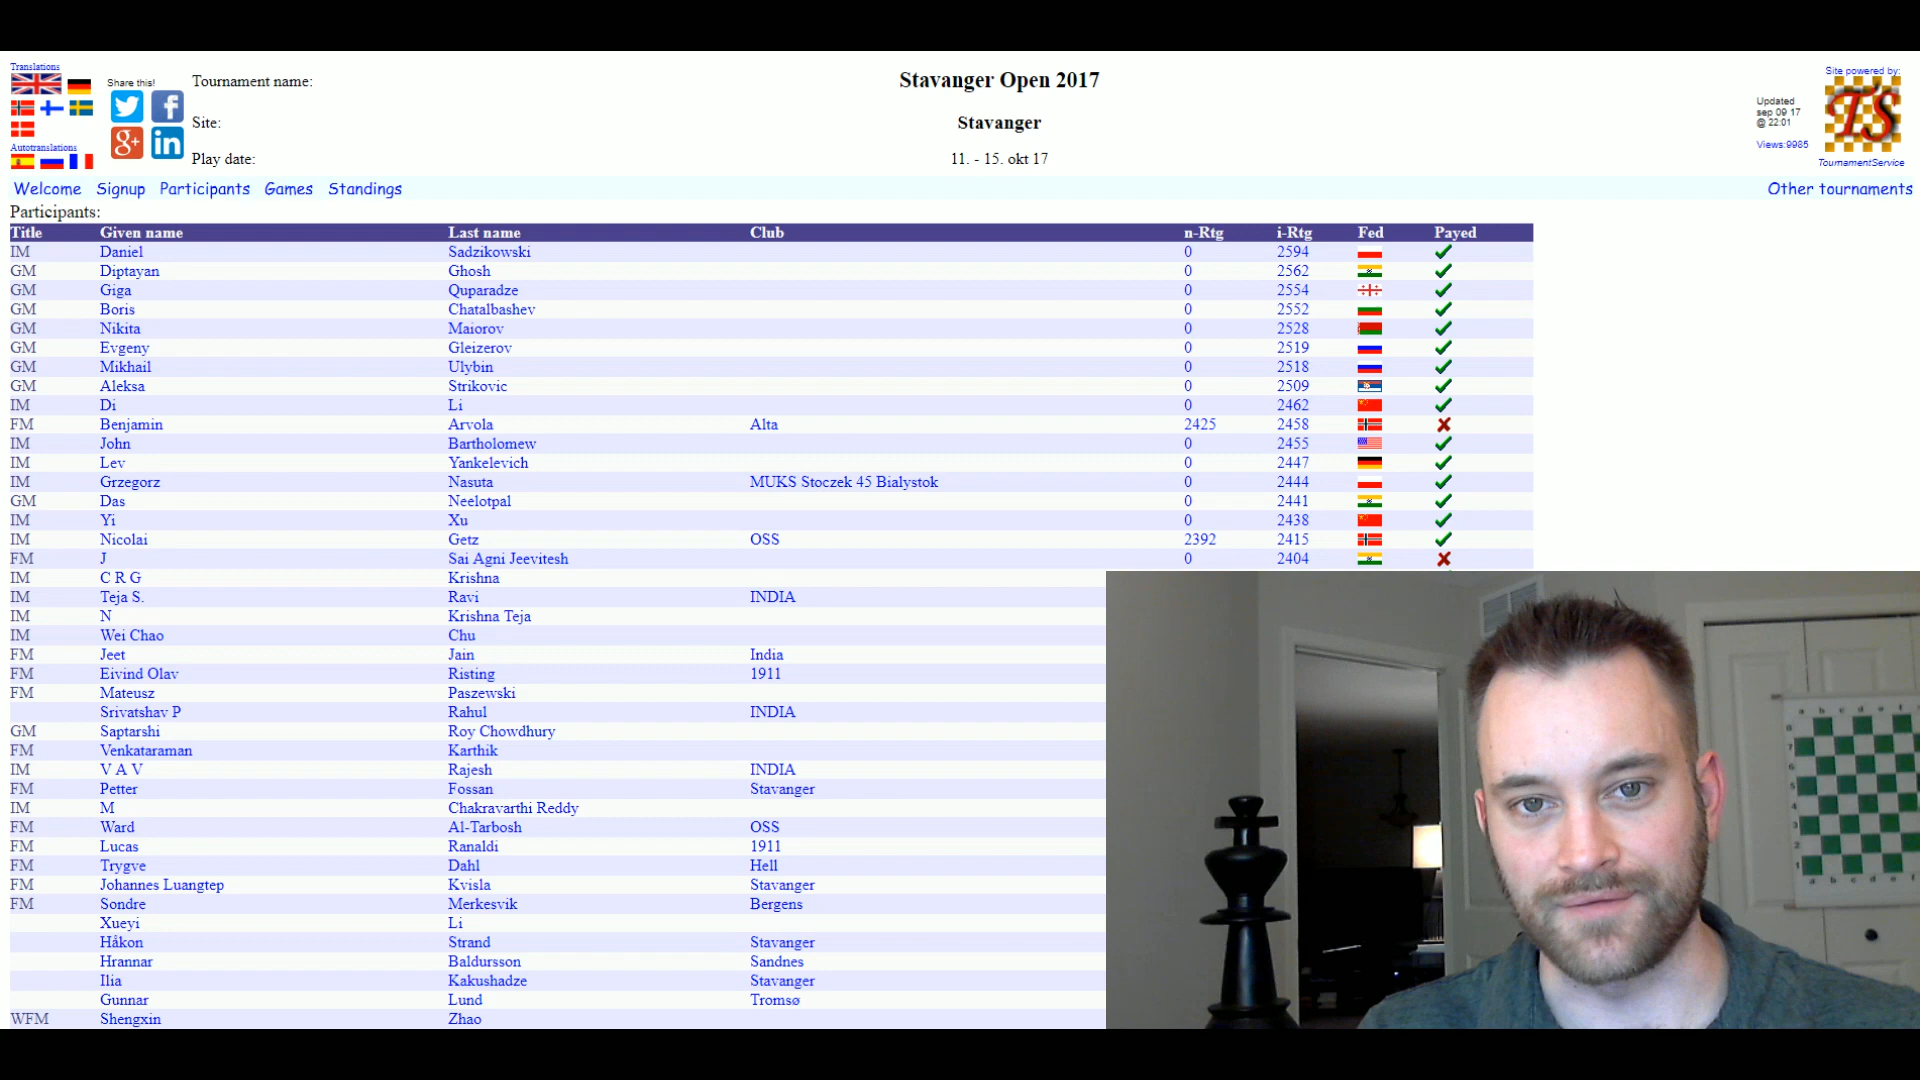 Translations
Share this!
Autotranslations
Tournament name:
Stavanger Open 2017
Site:
Stavanger
Play date:
11. - 15. okt 17
Updated
sep 09 17
@ 22:01
Views:9985
Site powered by:
TS
TournamentService
Welcome Signup Participants Games Standings Other tournaments
Participants:
Title Given name Last name Club n-Rtg i-Rtg Fed Payed
IM Daniel Sadzikowski 0 2594
GM Diptayan Ghosh 0 2562
GM Giga Quparadze 0 2554
GM Boris Chatalbashev 0 2552
GM Nikita Maiorov 0 2528
GM Evgeny Gleizerov 0 2519
GM Mikhail Ulybin 0 2518
GM Aleksa Strikovic 0 2509
IM Di Li 0 2462
FM Benjamin Arvola Alta 2425 2458
IM John Bartholomew 0 2455
IM Lev Yankelevich 0 2447
IM Grzegorz Nasuta MUKS Stoczek 45 Bialystok 0 2444
GM Das Neelotpal 0 2441
IM Yi Xu 0 2438
IM Nicolai Getz OSS 2392 2415
FM J Sai Agni Jeevitesh 0 2404
IM C R G Krishna
IM Teja S. Ravi INDIA
IM N Krishna Teja
IM Wei Chao Chu
FM Jeet Jain India
FM Eivind Olav Risting 1911
FM Mateusz Paszewski
Srivatshav P Rahul INDIA
GM Saptarshi Roy Chowdhury
FM Venkataraman Karthik
IM V A V Rajesh INDIA
FM Petter Fossan Stavanger
IM M Chakravarthi Reddy
FM Ward Al-Tarbosh OSS
FM Lucas Ranaldi 1911
FM Trygve Dahl Hell
FM Johannes Luangtep Kvisla Stavanger
FM Sondre Merkesvik Bergens
Xueyi Li
Håkon Strand Stavanger
Hrannar Baldursson Sandnes
Ilia Kakushadze Stavanger
Gunnar Lund Tromsø
WFM Shengxin Zhao